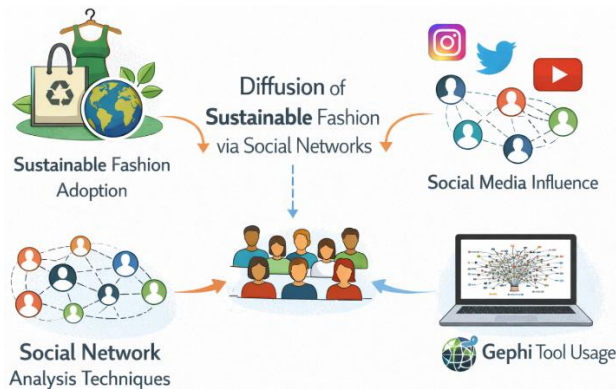 Diffusion of
Sustainable Fashion
via Social Networks
Sustainable Fashion
Adoption
Social Media Influence
Social Network
Analysis Techniques
Gephi Tool Usage